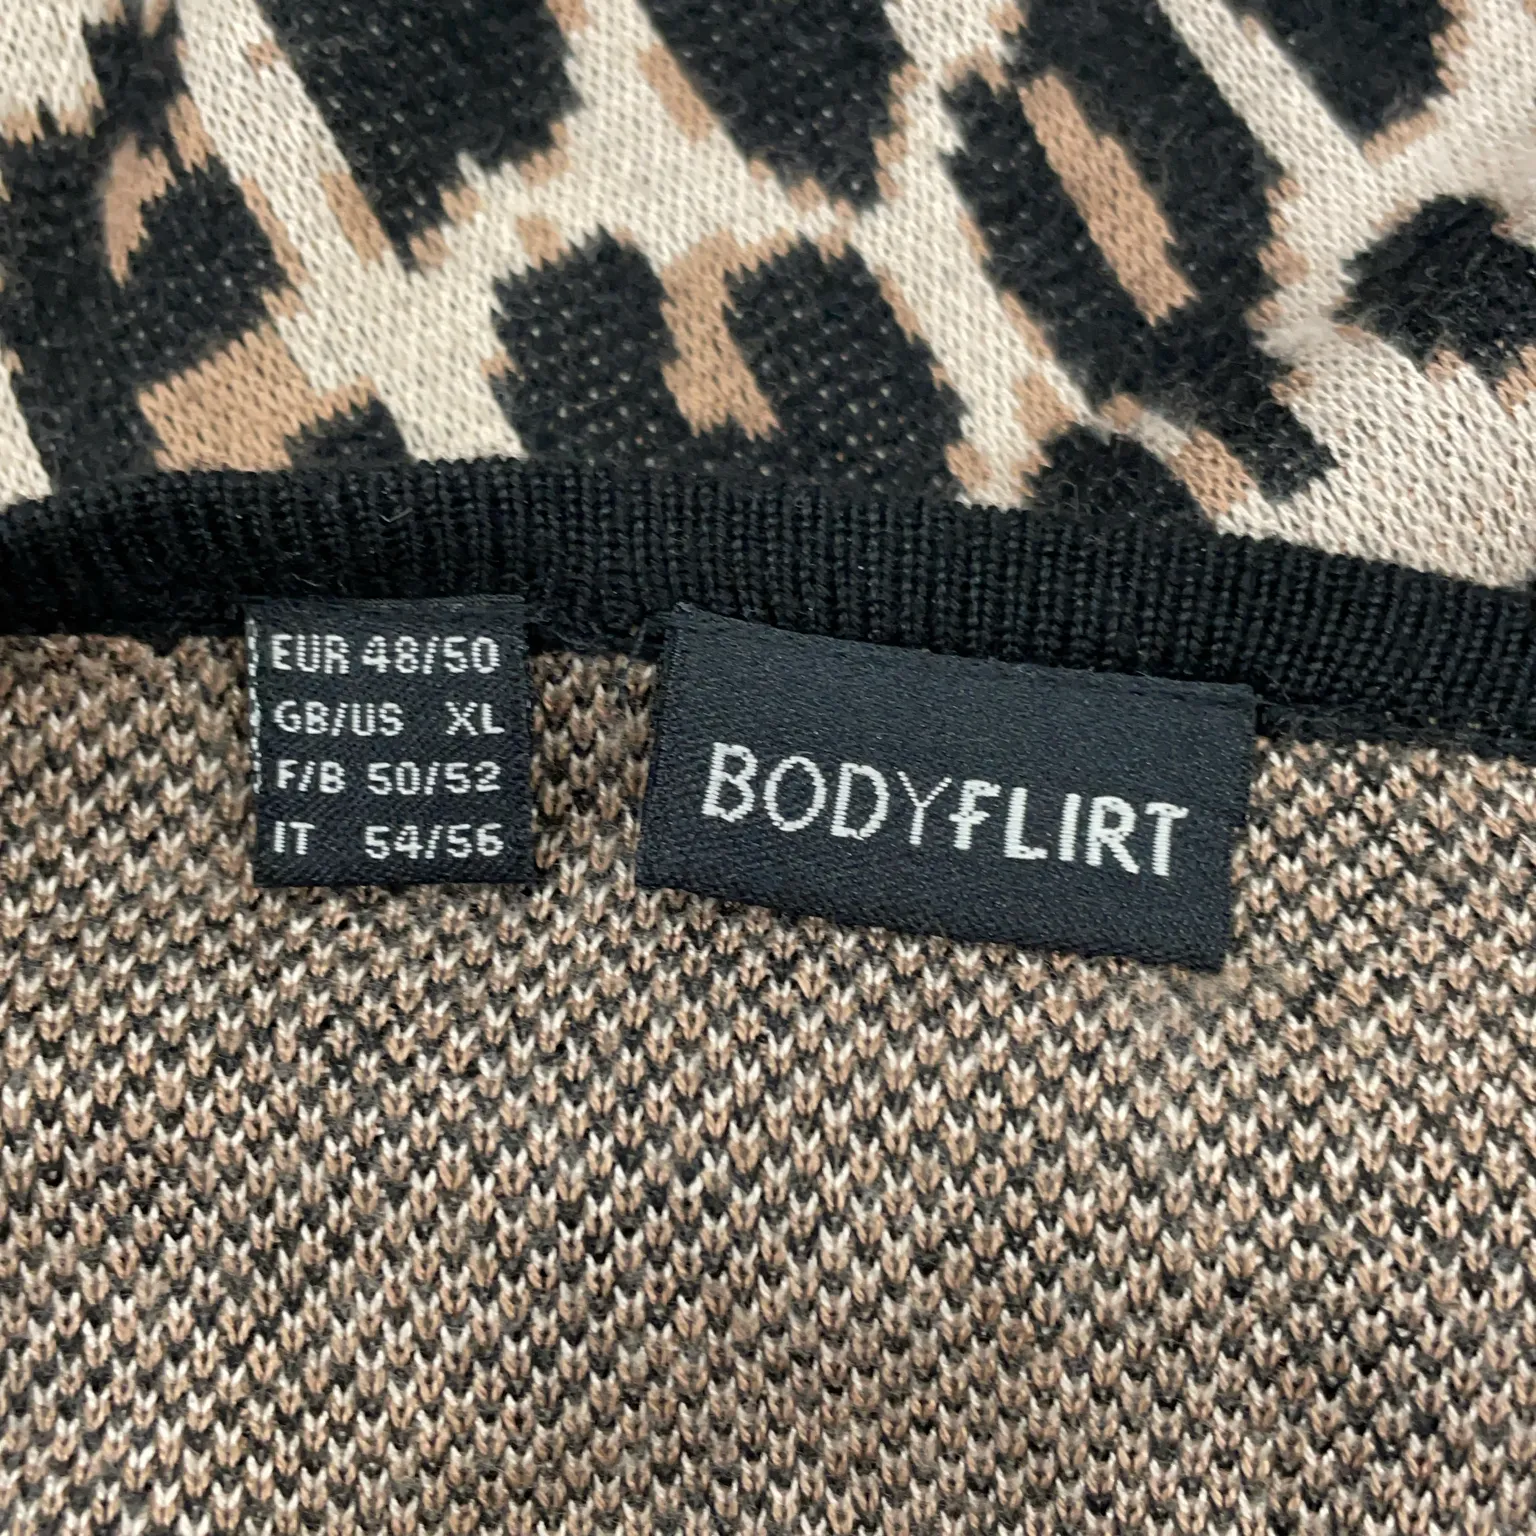 EUR 48/50
GB/US XL
F/B 50/52
IT 54/56
BODYFLIRT